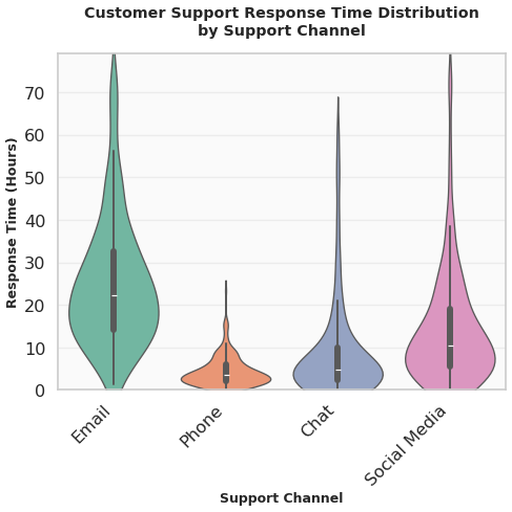 Customer Support Response Time Distribution
by Support Channel
Response Time (Hours)
70
60
50
40
30
20
10
0
Email
Phone
Chat
Social Media
Support Channel